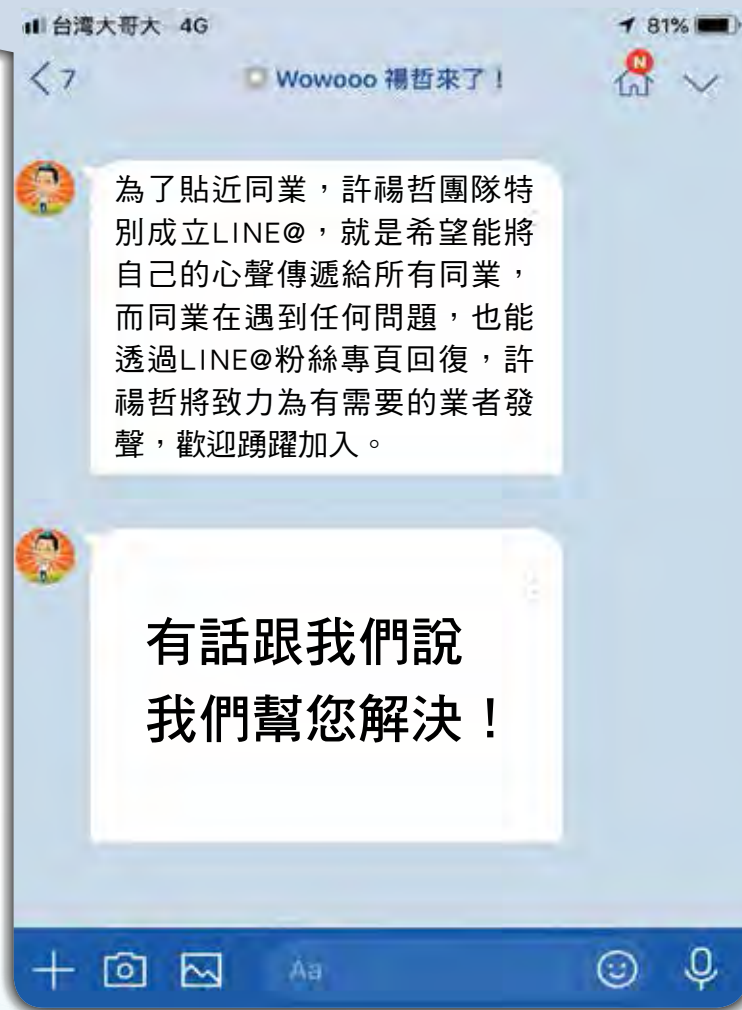 台灣大哥大 4G
81%
7
Wowooo 禓哲來了！
N
為了貼近同業，許禓哲團隊特
別成立LINE@，就是希望能將
自己的心聲傳遞給所有同業，
而同業在遇到任何問題，也能
透過LINE@粉絲專頁回復，許
禓哲將致力為有需要的業者發
聲，歡迎踴躍加入。
有話跟我們說
我們幫您解決！
Aa